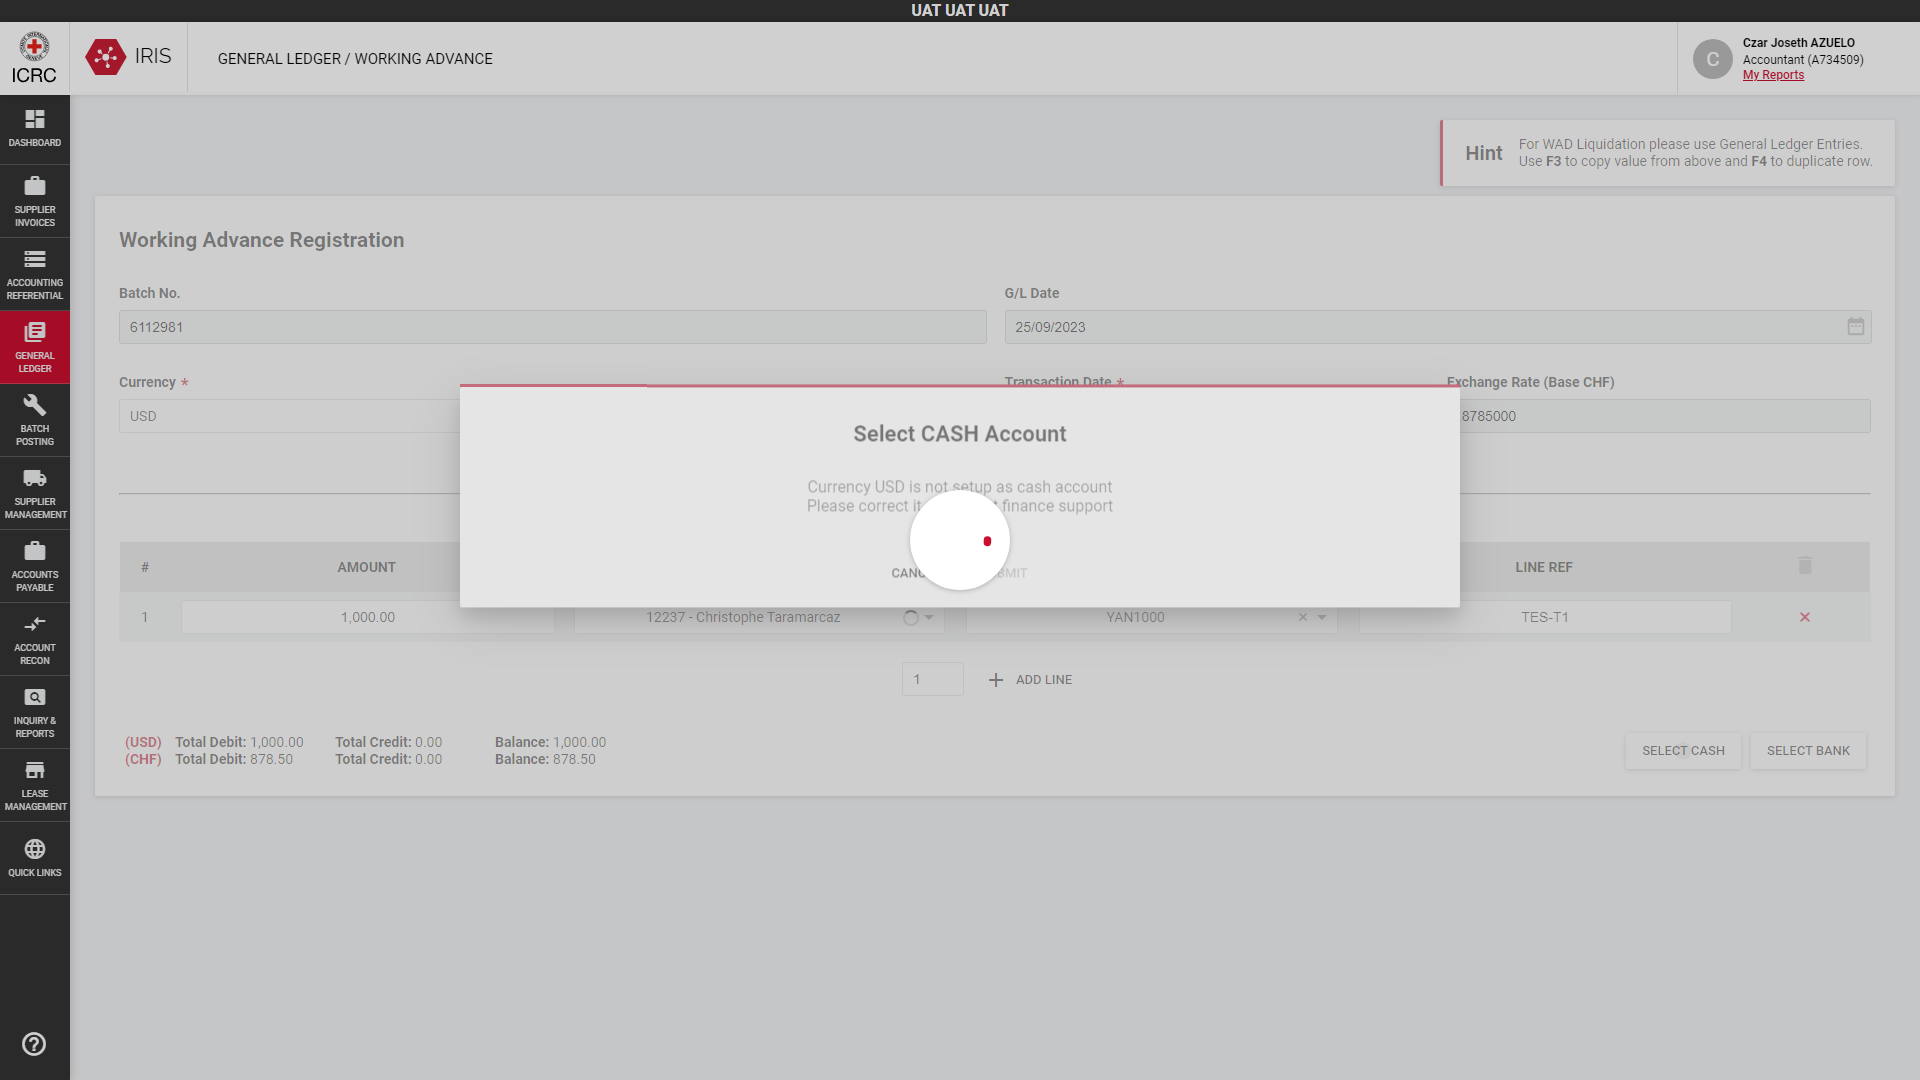 UAT UAT UAT
ICRC
IRIS
GENERAL LEDGER / WORKING ADVANCE
C
Czar Joseth AZUELO
Accountant (A734509)
My Reports
DASHBOARD
SUPPLIER
INVOICES
ACCOUNTING
REFERENTIAL
GENERAL
LEDGER
BATCH
POSTING
SUPPLIER
MANAGEMENT
ACCOUNTS
PAYABLE
ACCOUNT
RECON
INQUIRY &
REPORTS
LEASE
MANAGEMENT
QUICK LINKS
Hint
For WAD Liquidation please use General Ledger Entries.
Use F3 to copy value from above and F4 to duplicate row.
Working Advance Registration
Batch No.
G/L Date
6112981
25/09/2023
Currency *
Transaction Date *
Exchange Rate (Base CHF)
USD
8785000
Select CASH Account
Currency USD is not setup as cash account
Please correct it finance support
# AMOUNT LINE REF
1 1,000.00 12237 - Christophe Taramarcaz YAN1000 TES-T1
1 ADD LINE
(USD) Total Debit: 1,000.00 Total Credit: 0.00 Balance: 1,000.00
(CHF) Total Debit: 878.50 Total Credit: 0.00 Balance: 878.50
SELECT CASH
SELECT BANK